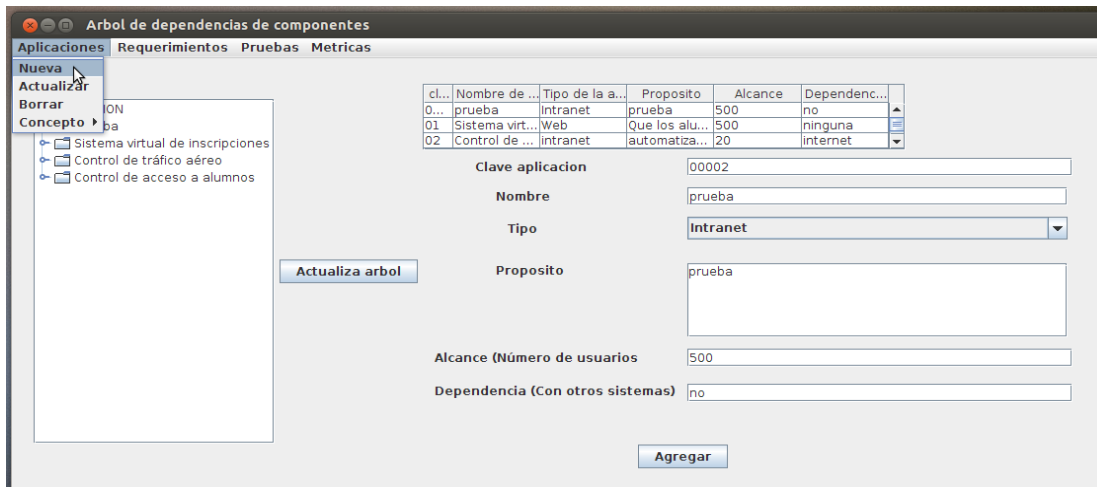 Arbol de dependencias de componentes
Aplicaciones Requerimientos Pruebas Metricas
Nueva
Actualizar
Borrar
Concepto
ION
ba
Sistema virtual de inscripciones
Control de tráfico aéreo
Control de acceso a alumnos
cl... Nombre de ... Tipo de la a... Proposito Alcance Dependenc...
0... prueba Intranet prueba 500 no
01 Sistema virt... Web Que los alu... 500 ninguna
02 Control de ... intranet automatiza... 20 internet
Clave aplicacion 00002
Nombre prueba
Tipo Intranet
Actualiza arbol
Proposito prueba
Alcance (Número de usuarios 500
Dependencia (Con otros sistemas) no
Agregar